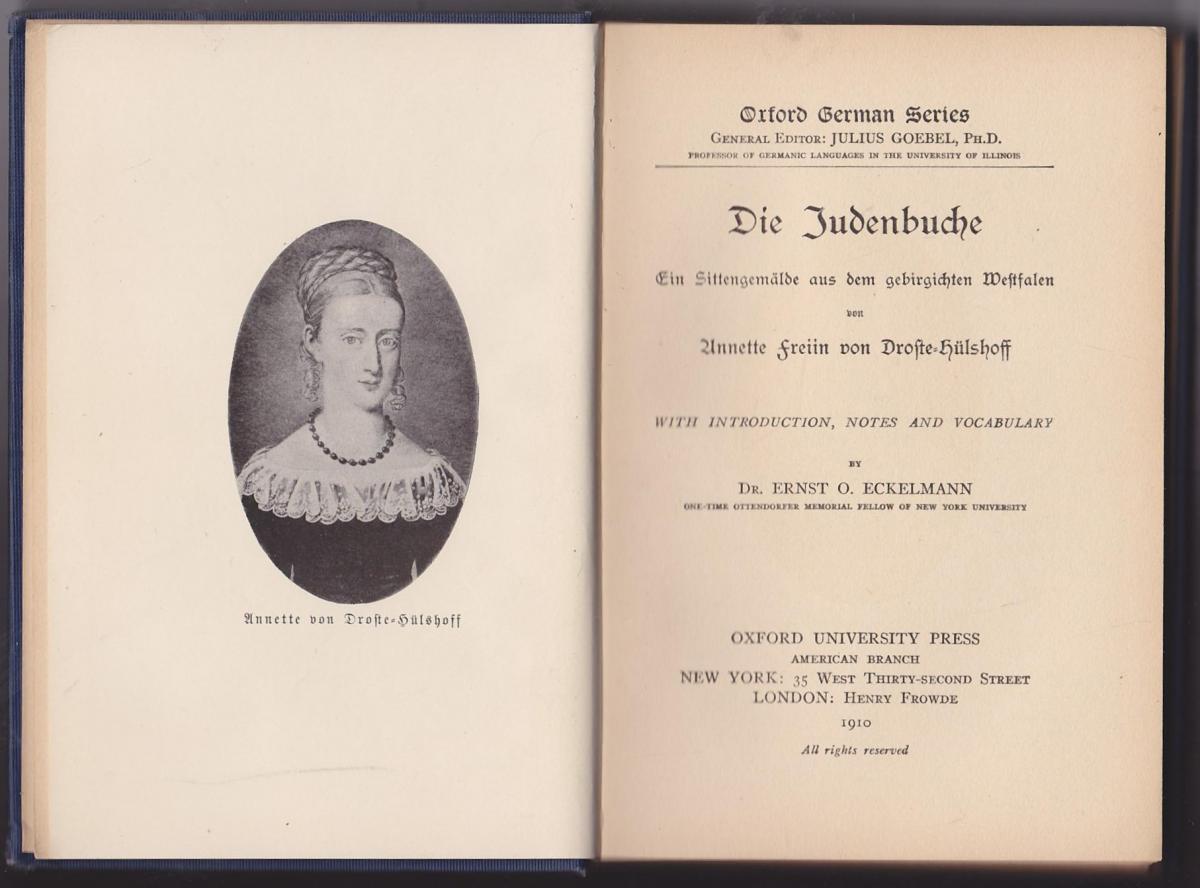 Annette von Droste-Hülshoff
Oxford German Series
GENERAL EDITOR: JULIUS GOEBEL, PH.D.
PROFESSOR OF GERMANIC LANGUAGES IN THE UNIVERSITY OF ILLINOIS
Die Judenbuche
Ein Sittengemälde aus dem gebirgichten Westfalen
von
Annette Freiin von Droste-Hülshoff
WITH INTRODUCTION, NOTES AND VOCABULARY
BY
DR. ERNST O. ECKELMANN
ONE-TIME OTTENDORFER MEMORIAL FELLOW OF NEW YORK UNIVERSITY
OXFORD UNIVERSITY PRESS
AMERICAN BRANCH
NEW YORK: 35 WEST THIRTY-SECOND STREET
LONDON: HENRY FROWDE
1910
All rights reserved